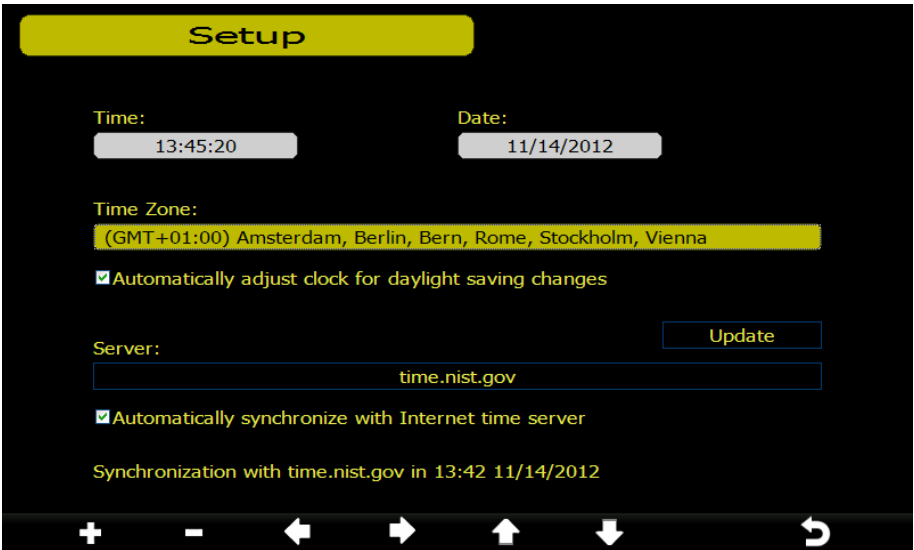 Setup
Time:
Date:
13:45:20
11/14/2012
Time Zone:
(GMT+01:00) Amsterdam, Berlin, Bern, Rome, Stockholm, Vienna
Automatically adjust clock for daylight saving changes
Update
Server:
time.nist.gov
Automatically synchronize with Internet time server
Synchronization with time.nist.gov in 13:42 11/14/2012